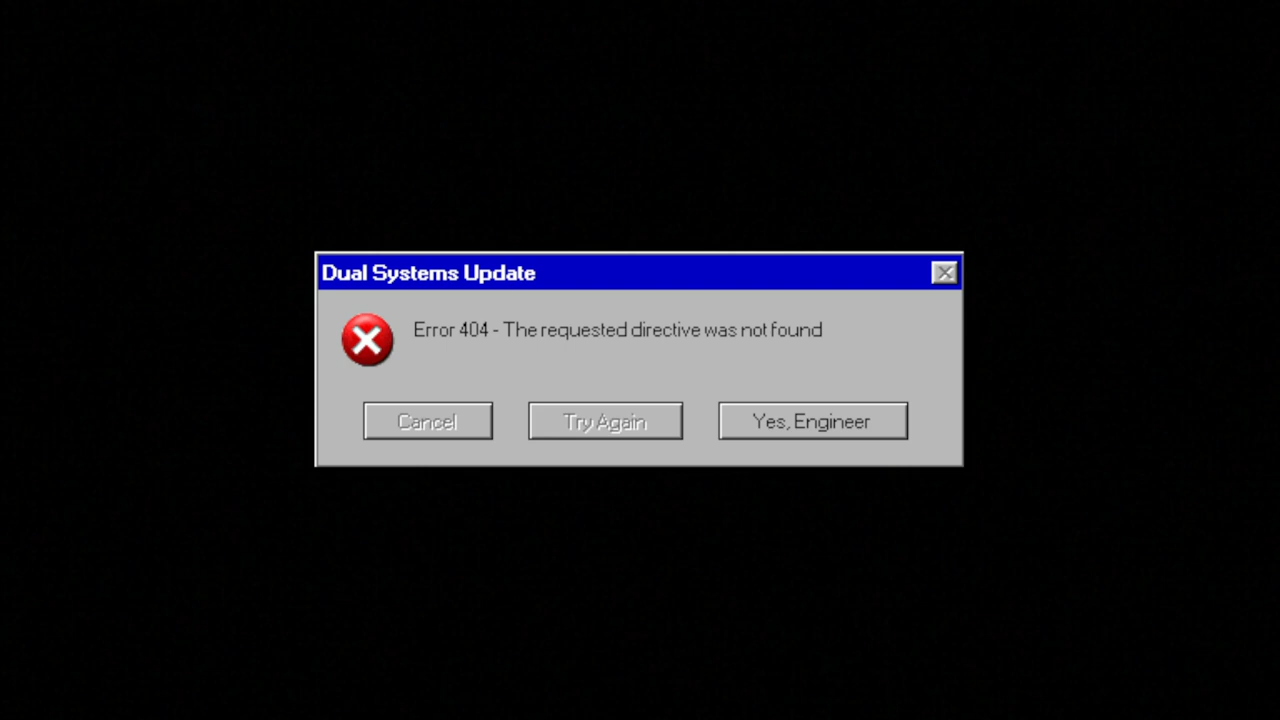 Dual Systems Update
Error 404 - The requested directive was not found
Cancel
Try Again
Yes, Engineer